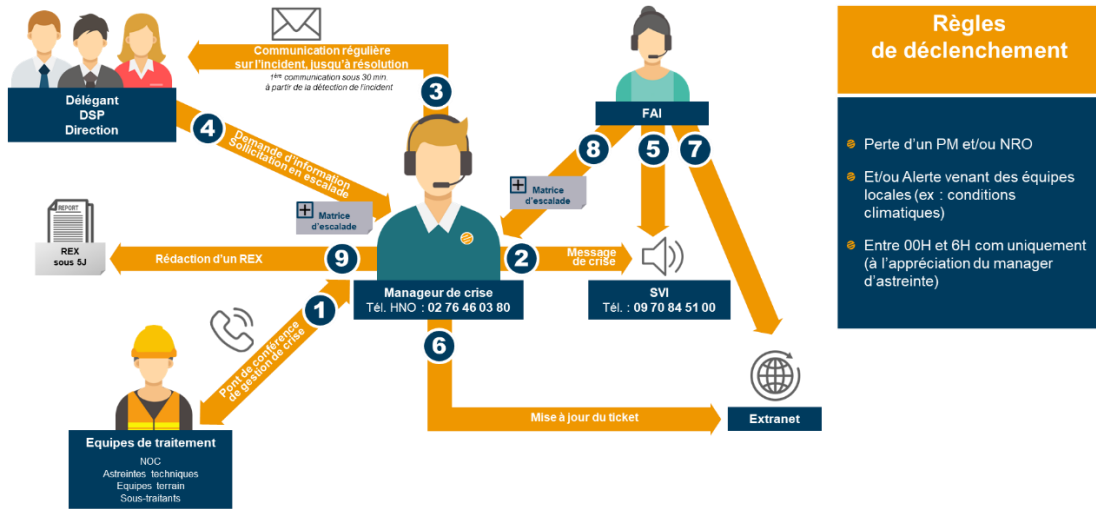 Communication régulière
sur l'incident, jusqu'à résolution
1ère communication sous 30 min.
à partir de la détection de l'incident
3
Délégant
DSP
Direction
4
Demande d'information
Sollicitation en escalade
Matrice
d'escalade
FAI
8
5
7
Matrice
d'escalade
REPORT
REX
sous 5J
Rédaction d'un REX
9
2
Message
de crise
Manageur de crise
Tél. HNO : 02 76 46 03 80
SVI
Tél. : 09 70 84 51 00
1
Pont de conférence
de gestion de crise
6
Mise à jour du ticket
Extranet
Equipes de traitement
NOC
Astreintes techniques
Equipes terrain
Sous-traitants
Règles
de déclenchement
Perte d'un PM et/ou NRO
Et/ou Alerte venant des équipes
locales (ex : conditions
climatiques)
Entre 00H et 6H com uniquement
(à l'appréciation du manager
d'astreinte)